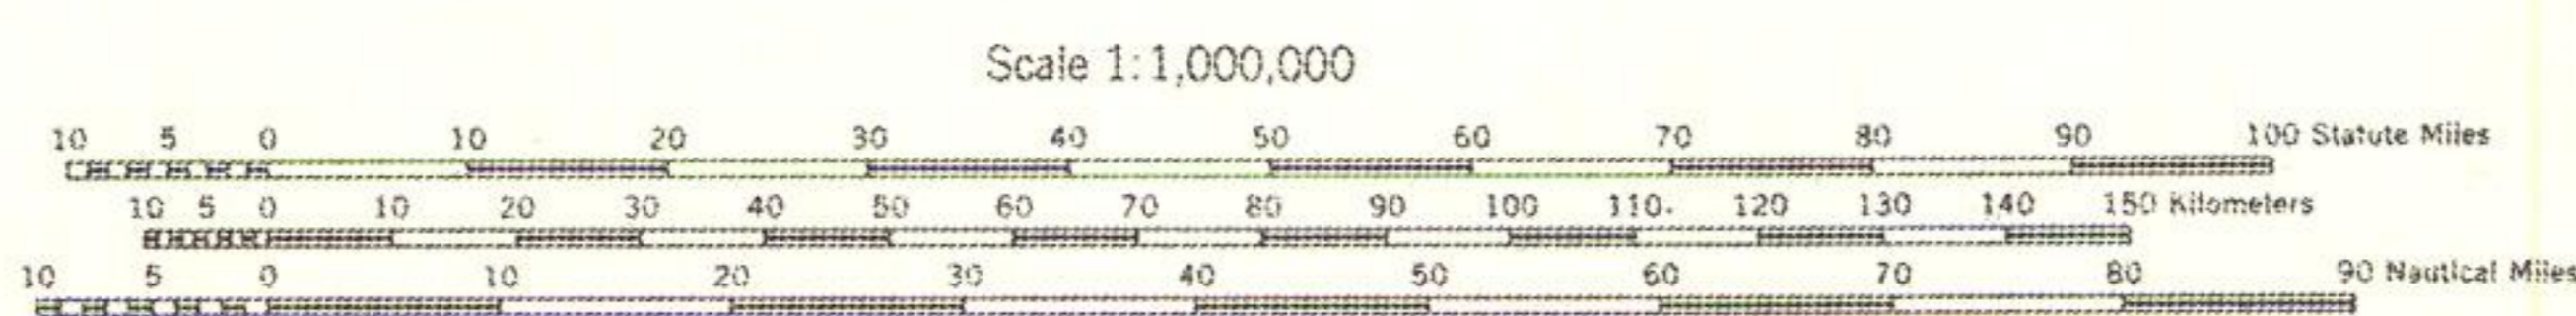 Scale 1:1,000,000
10 5 0 10 20 30 40 50 60 70 80 90 100 Statute Miles
10 5 0 10 20 30 40 50 60 70 80 90 100 110 120 130 140 150 Kilometers
10 5 0 10 20 30 40 50 60 70 80 90 Nautical Miles